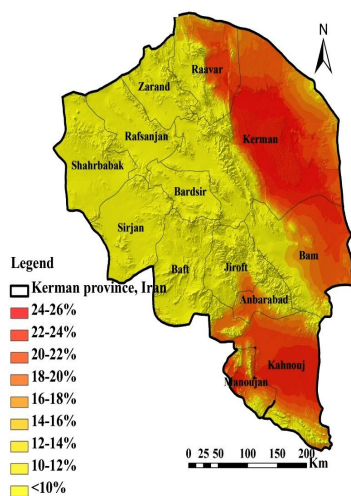 N
Raavar
Zarand
Kerman
Rafsanjan
Shahrbabak
Bardsir
Sirjan
Bam
Baft
Jiroft
Anbarabad
Kahnouj
Manoujan
Legend
Kerman province, Iran
24-26%
22-24%
20-22%
18-20%
16-18%
14-16%
12-14%
10-12%
<10%
0 25 50 100 150 200
Km